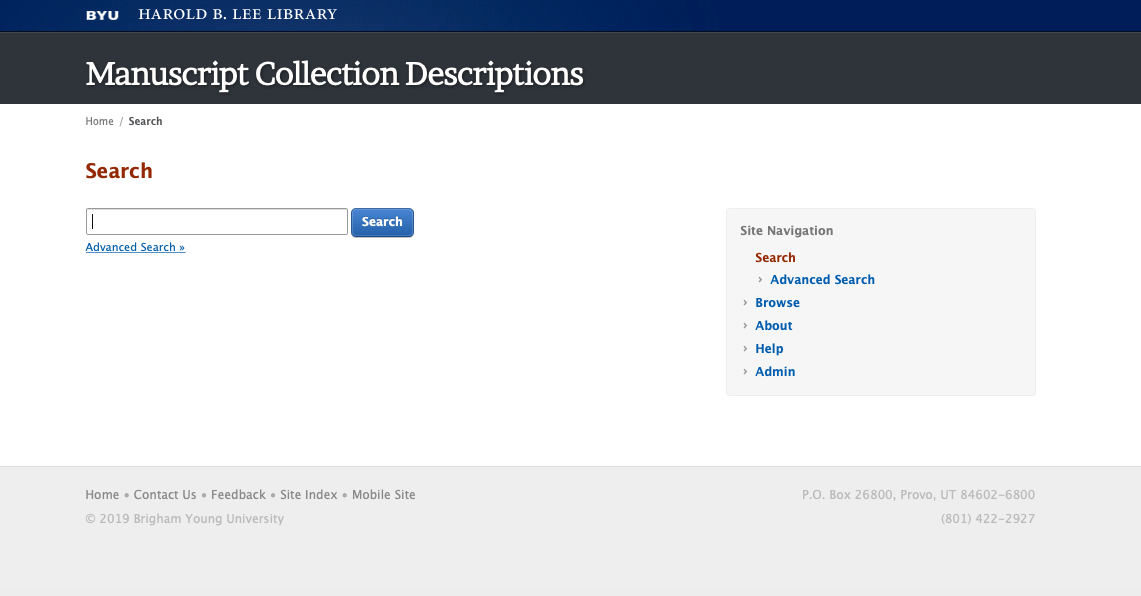 BYU HAROLD B. LEE LIBRARY
Manuscript Collection Descriptions
Home / Search
Search
Search
Advanced Search »
Site Navigation
Search
› Advanced Search
› Browse
› About
› Help
› Admin
Home • Contact Us • Feedback • Site Index • Mobile Site
P.O. Box 26800, Provo, UT 84602-6800
© 2019 Brigham Young University
(801) 422-2927